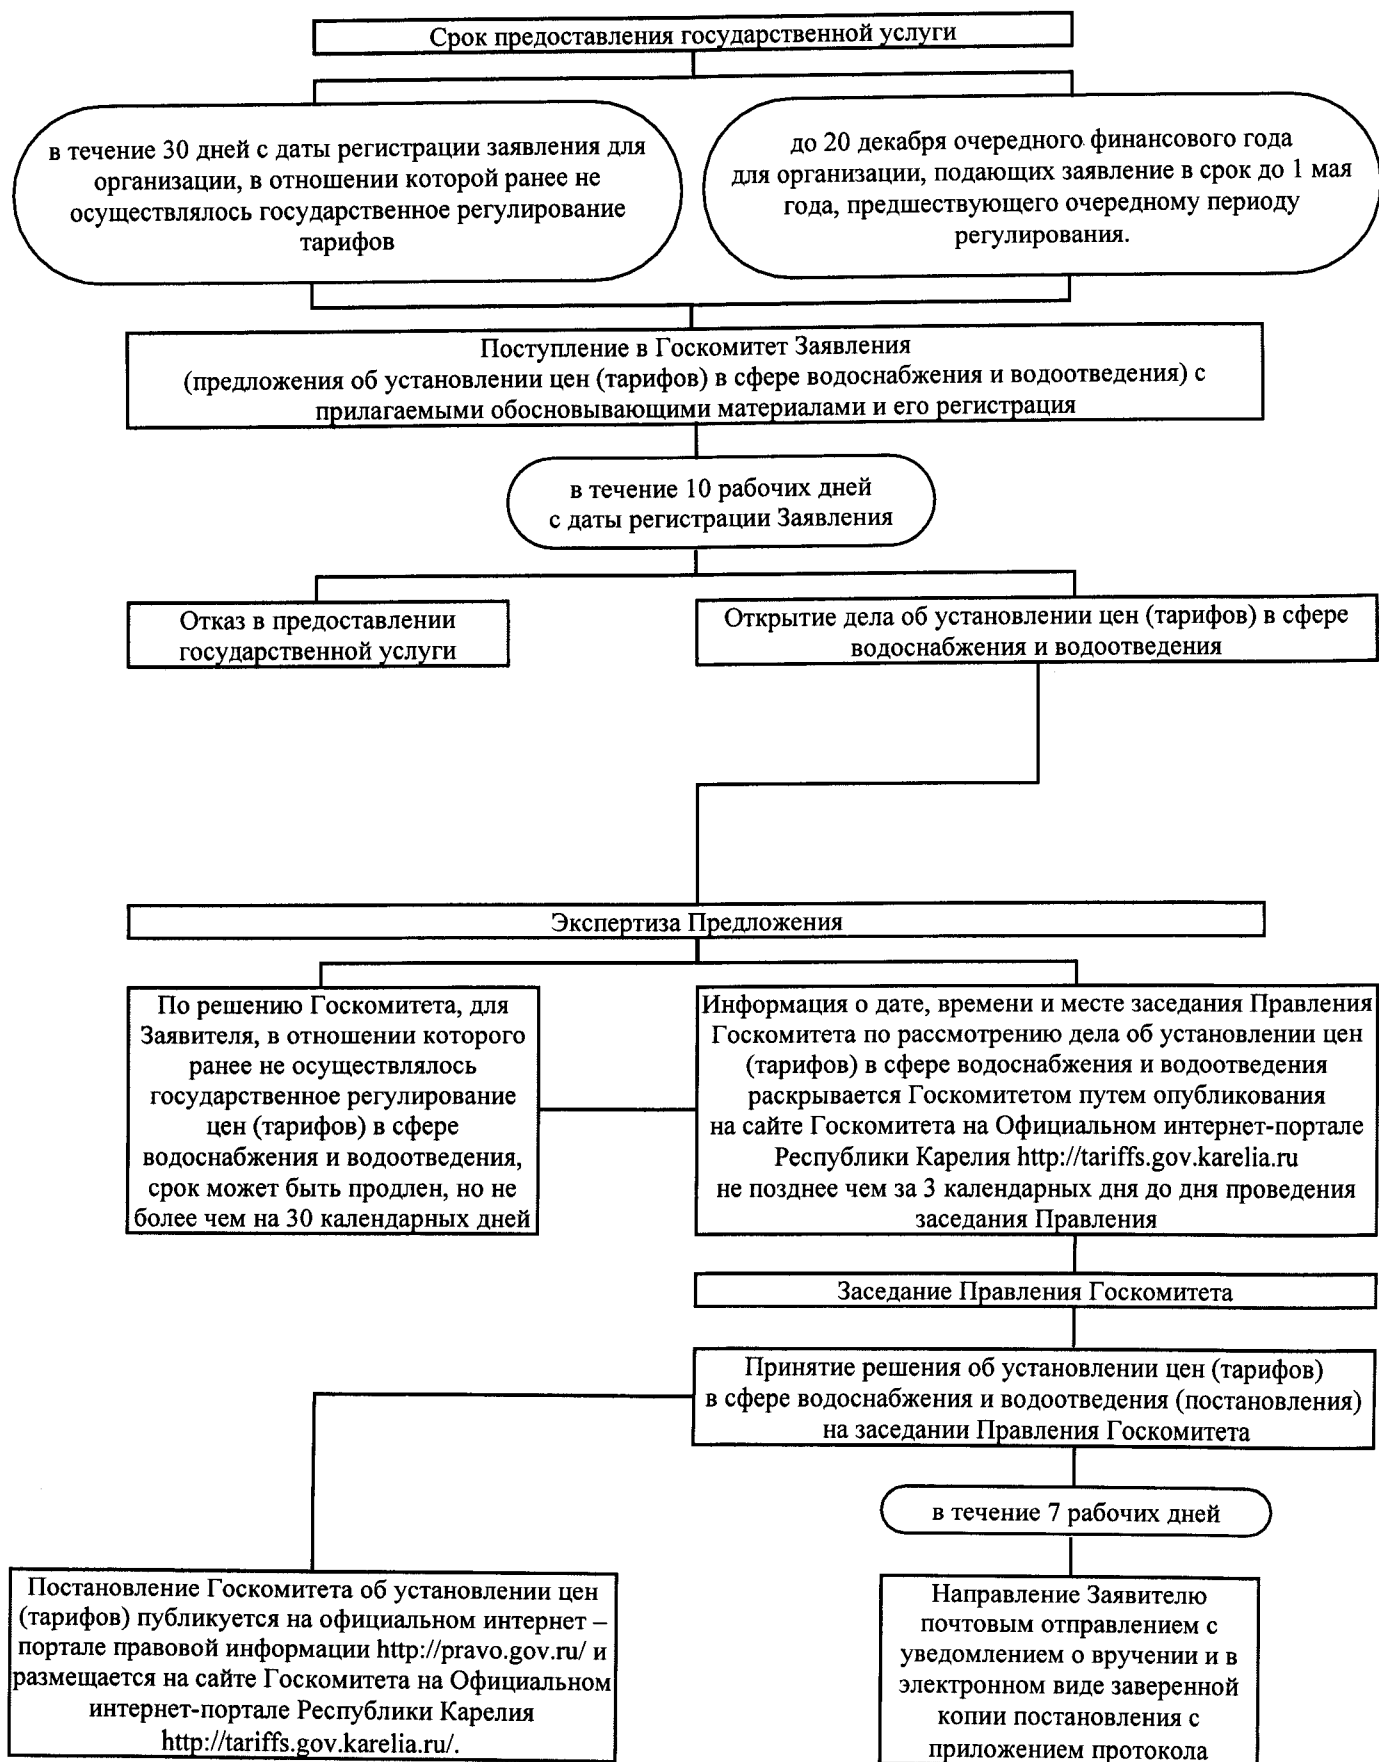 Срок предоставления государственной услуги
в течение 30 дней с даты регистрации заявления для
организации, в отношении которой ранее не
осуществлялось государственное регулирование
тарифов
до 20 декабря очередного финансового года
для организации, подающих заявление в срок до 1 мая
года, предшествующего очередному периоду
регулирования.
Поступление в Госкомитет Заявления
(предложения об установлении цен (тарифов) в сфере водоснабжения и водоотведения) с
прилагаемыми обосновывающими материалами и его регистрация
в течение 10 рабочих дней
с даты регистрации Заявления
Отказ в предоставлении
государственной услуги
Открытие дела об установлении цен (тарифов) в сфере
водоснабжения и водоотведения
Экспертиза Предложения
По решению Госкомитета, для
Заявителя, в отношении которого
ранее не осуществлялось
государственное регулирование
цен (тарифов) в сфере
водоснабжения и водоотведения,
срок может быть продлен, но не
более чем на 30 календарных дней
Информация о дате, времени и месте заседания Правления
Госкомитета по рассмотрению дела об установлении цен
(тарифов) в сфере водоснабжения и водоотведения
раскрывается Госкомитетом путем опубликования
на сайте Госкомитета на Официальном интернет-портале
Республики Карелия http://tariffs.gov.karelia.ru
не позднее чем за 3 календарных дня до дня проведения
заседания Правления
Заседание Правления Госкомитета
Принятие решения об установлении цен (тарифов)
в сфере водоснабжения и водоотведения (постановления)
на заседании Правления Госкомитета
в течение 7 рабочих дней
Постановление Госкомитета об установлении цен
(тарифов) публикуется на официальном интернет –
портале правовой информации http://pravo.gov.ru/ и
размещается на сайте Госкомитета на Официальном
интернет-портале Республики Карелия
http://tariffs.gov.karelia.ru/.
Направление Заявителю
почтовым отправлением с
уведомлением о вручении и в
электронном виде заверенной
копии постановления с
приложением протокола